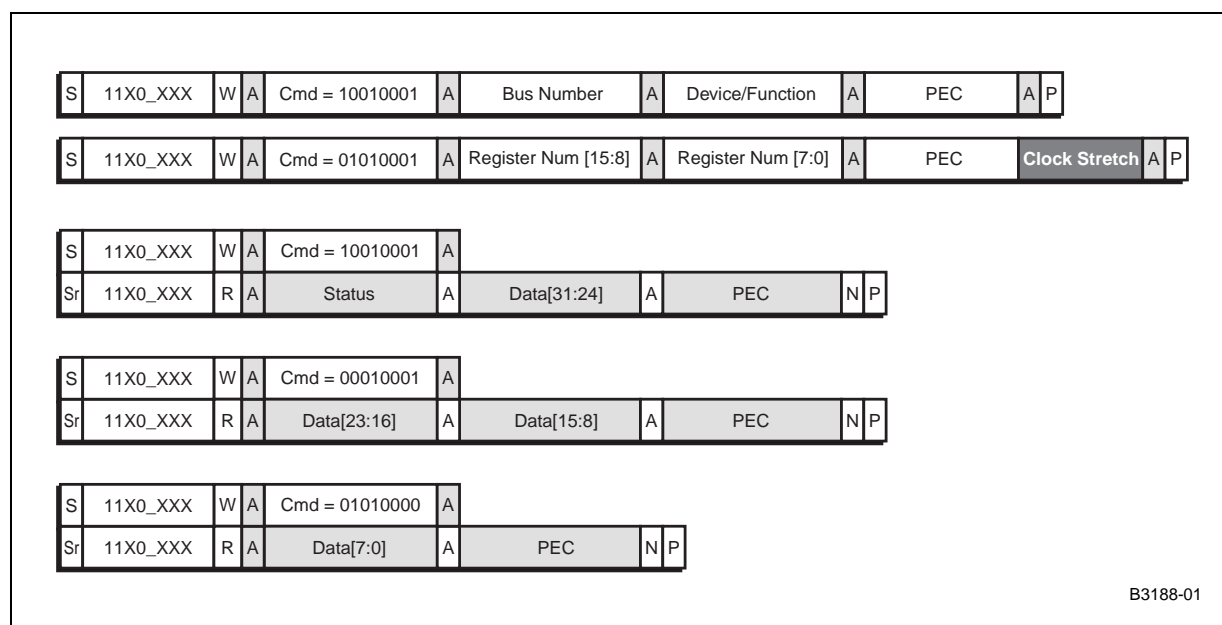 S 11X0_XXX W A Cmd = 10010001 A Bus Number A Device/Function A PEC A P
S 11X0_XXX W A Cmd = 01010001 A Register Num [15:8] A Register Num [7:0] A PEC Clock Stretch A P
S 11X0_XXX W A Cmd = 10010001 A
Sr 11X0_XXX R A Status A Data[31:24] A PEC N P
S 11X0_XXX W A Cmd = 00010001 A
Sr 11X0_XXX R A Data[23:16] A Data[15:8] A PEC N P
S 11X0_XXX W A Cmd = 01010000 A
Sr 11X0_XXX R A Data[7:0] A PEC N P
B3188-01